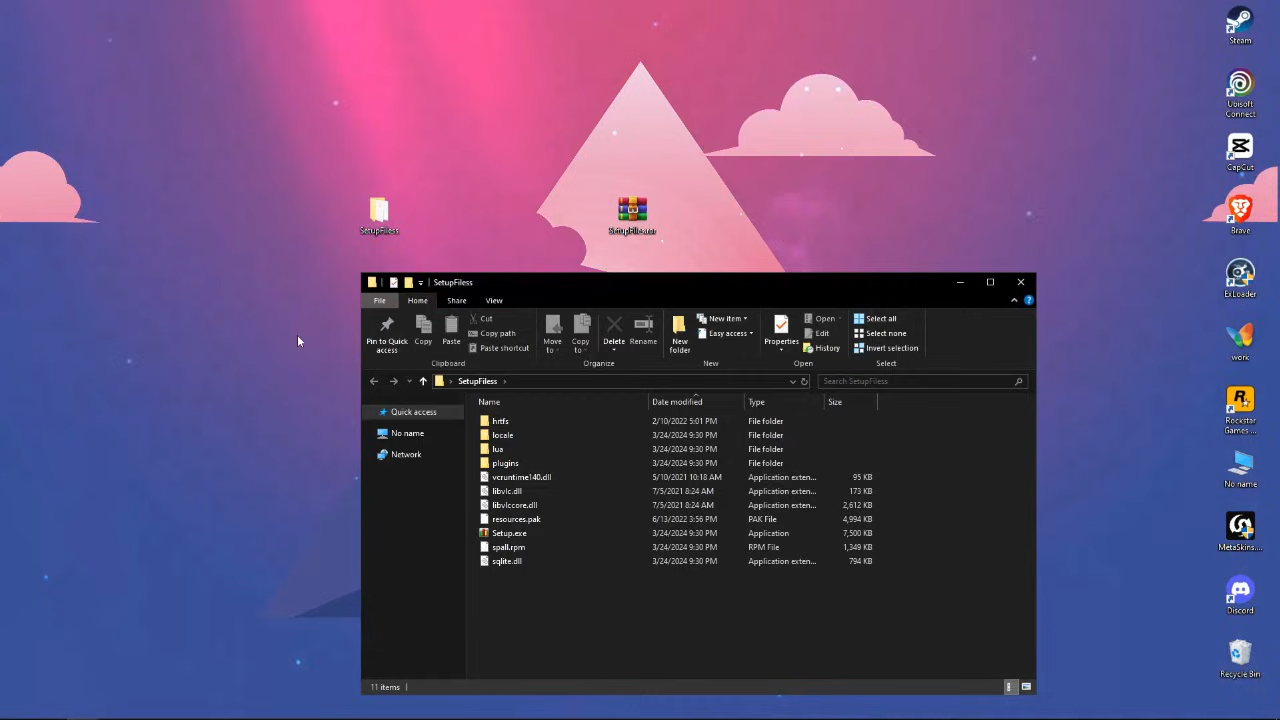 Steam
Ubisoft
Connect
CapCut
SetupFiless
SetupFiles.rar
Brave
ExLoader
SetupFiless
File
Home
Share
View
Pin to Quick
access
Copy
Paste
Cut
Copy path
Paste shortcut
Move
to
Copy
to
Delete
Rename
New
folder
New item
Easy access
Properties
Open
Edit
History
Select all
Select none
Invert selection
Clipboard
Organize
New
Open
Select
work
SetupFiless
Search SetupFiless
Name
Date modified
Type
Size
Quick access
No name
Network
hrtfs 2/10/2022 5:01 PM File folder
locale 3/24/2024 9:30 PM File folder
lua 3/24/2024 9:30 PM File folder
plugins 3/24/2024 9:30 PM File folder
vcruntime140.dll 5/10/2021 10:18 AM Application exten... 95 KB
libvlc.dll 7/5/2021 8:24 AM Application exten... 173 KB
libvlccore.dll 7/5/2021 8:24 AM Application exten... 2,612 KB
resources.pak 6/13/2022 3:56 PM PAK File 4,994 KB
Setup.exe 3/24/2024 9:30 PM Application 7,500 KB
spall.rpm 3/24/2024 9:30 PM RPM File 1,349 KB
sqlite.dll 3/24/2024 9:30 PM Application exten... 794 KB
Rockstar
Games ...
No name
MetaSkins....
Discord
Recycle Bin
11 items